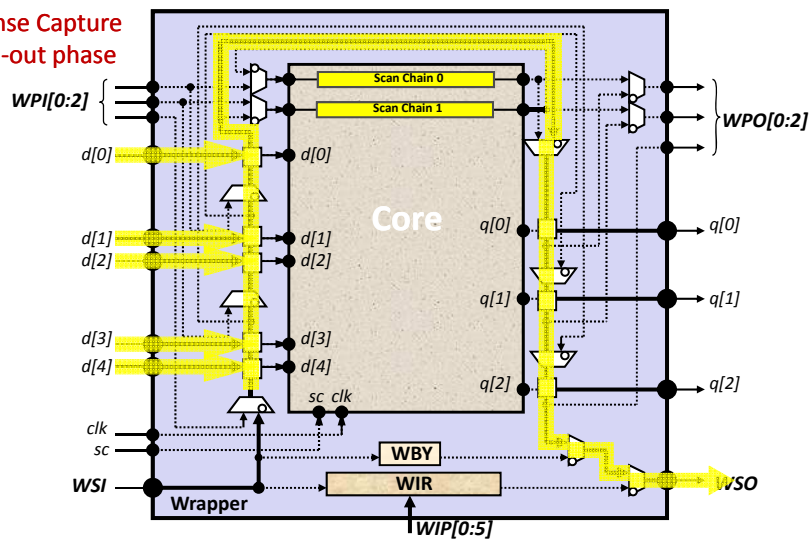 nse Capture
-out phase
WPI[0:2]
Scan Chain 0
Scan Chain 1
WPO[0:2]
d[0]
d[0]
Core
d[1]
d[1]
q[0]
q[0]
d[2]
d[2]
q[1]
q[1]
d[3]
d[3]
d[4]
d[4]
q[2]
q[2]
sc
clk
clk
sc
WBY
WSI
WIR
WSO
Wrapper
WIP[0:5]